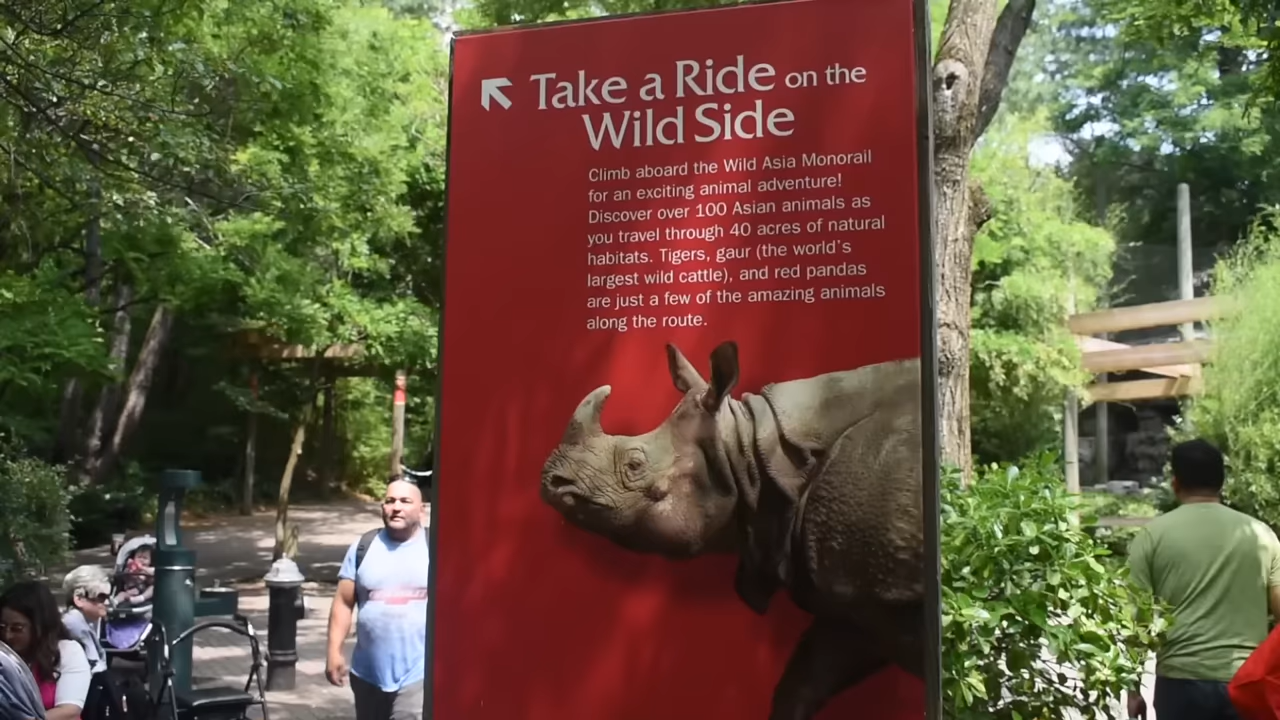 Take a Ride on the
Wild Side
Climb aboard the Wild Asia Monorail
for an exciting animal adventure!
Discover over 100 Asian animals as
you travel through 40 acres of natural
habitats. Tigers, gaur (the world's
largest wild cattle), and red pandas
are just a few of the amazing animals
along the route.